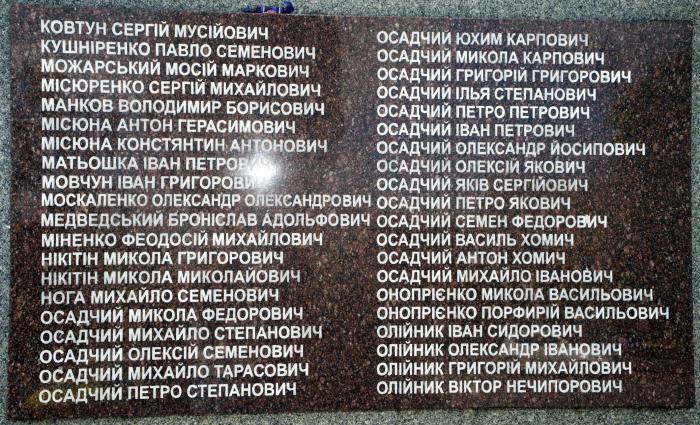 КОВТУН СЕРГІЙ МУСІЙОВИЧ
КУШНІРЕНКО ПАВЛО СЕМЕНОВИЧ
МОЖАРСЬКИЙ МОСІЙ МАРКОВИЧ
МІСЮРЕНКО СЕРГІЙ МИХАЙЛОВИЧ
МАНКОВ ВОЛОДИМИР БОРИСОВИЧ
МІСЮНА АНТОН ГЕРАСИМОВИЧ
МІСЮНА КОНСТЯНТИН АНТОНОВИЧ
МАТЬОШКА ІВАН ПЕТРОВИЧ
МОВЧУН ІВАН ГРИГОРОВИЧ
МОСКАЛЕНКО ОЛЕКСАНДР ОЛЕКСАНДРОВИЧ
МЕДВЕДСЬКИЙ БРОНІСЛАВ АДОЛЬФОВИЧ
МІНЕНКО ФЕОДОСІЙ МИХАЙЛОВИЧ
НІКІТІН МИКОЛА ГРИГОРОВИЧ
НІКІТІН МИКОЛА МИКОЛАЙОВИЧ
НОГА МИХАЙЛО СЕМЕНОВИЧ
ОСАДЧИЙ МИКОЛА ФЕДОРОВИЧ
ОСАДЧИЙ МИХАЙЛО СТЕПАНОВИЧ
ОСАДЧИЙ ОЛЕКСІЙ СЕМЕНОВИЧ
ОСАДЧИЙ МИХАЙЛО ТАРАСОВИЧ
ОСАДЧИЙ ПЕТРО СТЕПАНОВИЧ
ОСАДЧИЙ ЮХИМ КАРПОВИЧ
ОСАДЧИЙ МИКОЛА КАРПОВИЧ
ОСАДЧИЙ ГРИГОРІЙ ГРИГОРОВИЧ
ОСАДЧИЙ ІЛЬЯ СТЕПАНОВИЧ
ОСАДЧИЙ ПЕТРО ПЕТРОВИЧ
ОСАДЧИЙ ІВАН ПЕТРОВИЧ
ОСАДЧИЙ ОЛЕКСАНДР ЙОСИПОВИЧ
ОСАДЧИЙ ОЛЕКСІЙ ЯКОВИЧ
ОСАДЧИЙ ЯКІВ СЕРГІЙОВИЧ
ОСАДЧИЙ ПЕТРО ЯКОВИЧ
ОСАДЧИЙ СЕМЕН ФЕДОРОВИЧ
ОСАДЧИЙ ВАСИЛЬ ХОМИЧ
ОСАДЧИЙ АНТОН ХОМИЧ
ОСАДЧИЙ МИХАЙЛО ІВАНОВИЧ
ОНОПРІЄНКО МИКОЛА ВАСИЛЬОВИЧ
ОНОПРІЄНКО ПОРФИРІЙ ВАСИЛЬОВИЧ
ОЛІЙНИК ІВАН СИДОРОВИЧ
ОЛІЙНИК ОЛЕКСАНДР ІВАНОВИЧ
ОЛІЙНИК ГРИГОРІЙ МИХАЙЛОВИЧ
ОЛІЙНИК ВІКТОР НЕЧИПОРОВИЧ